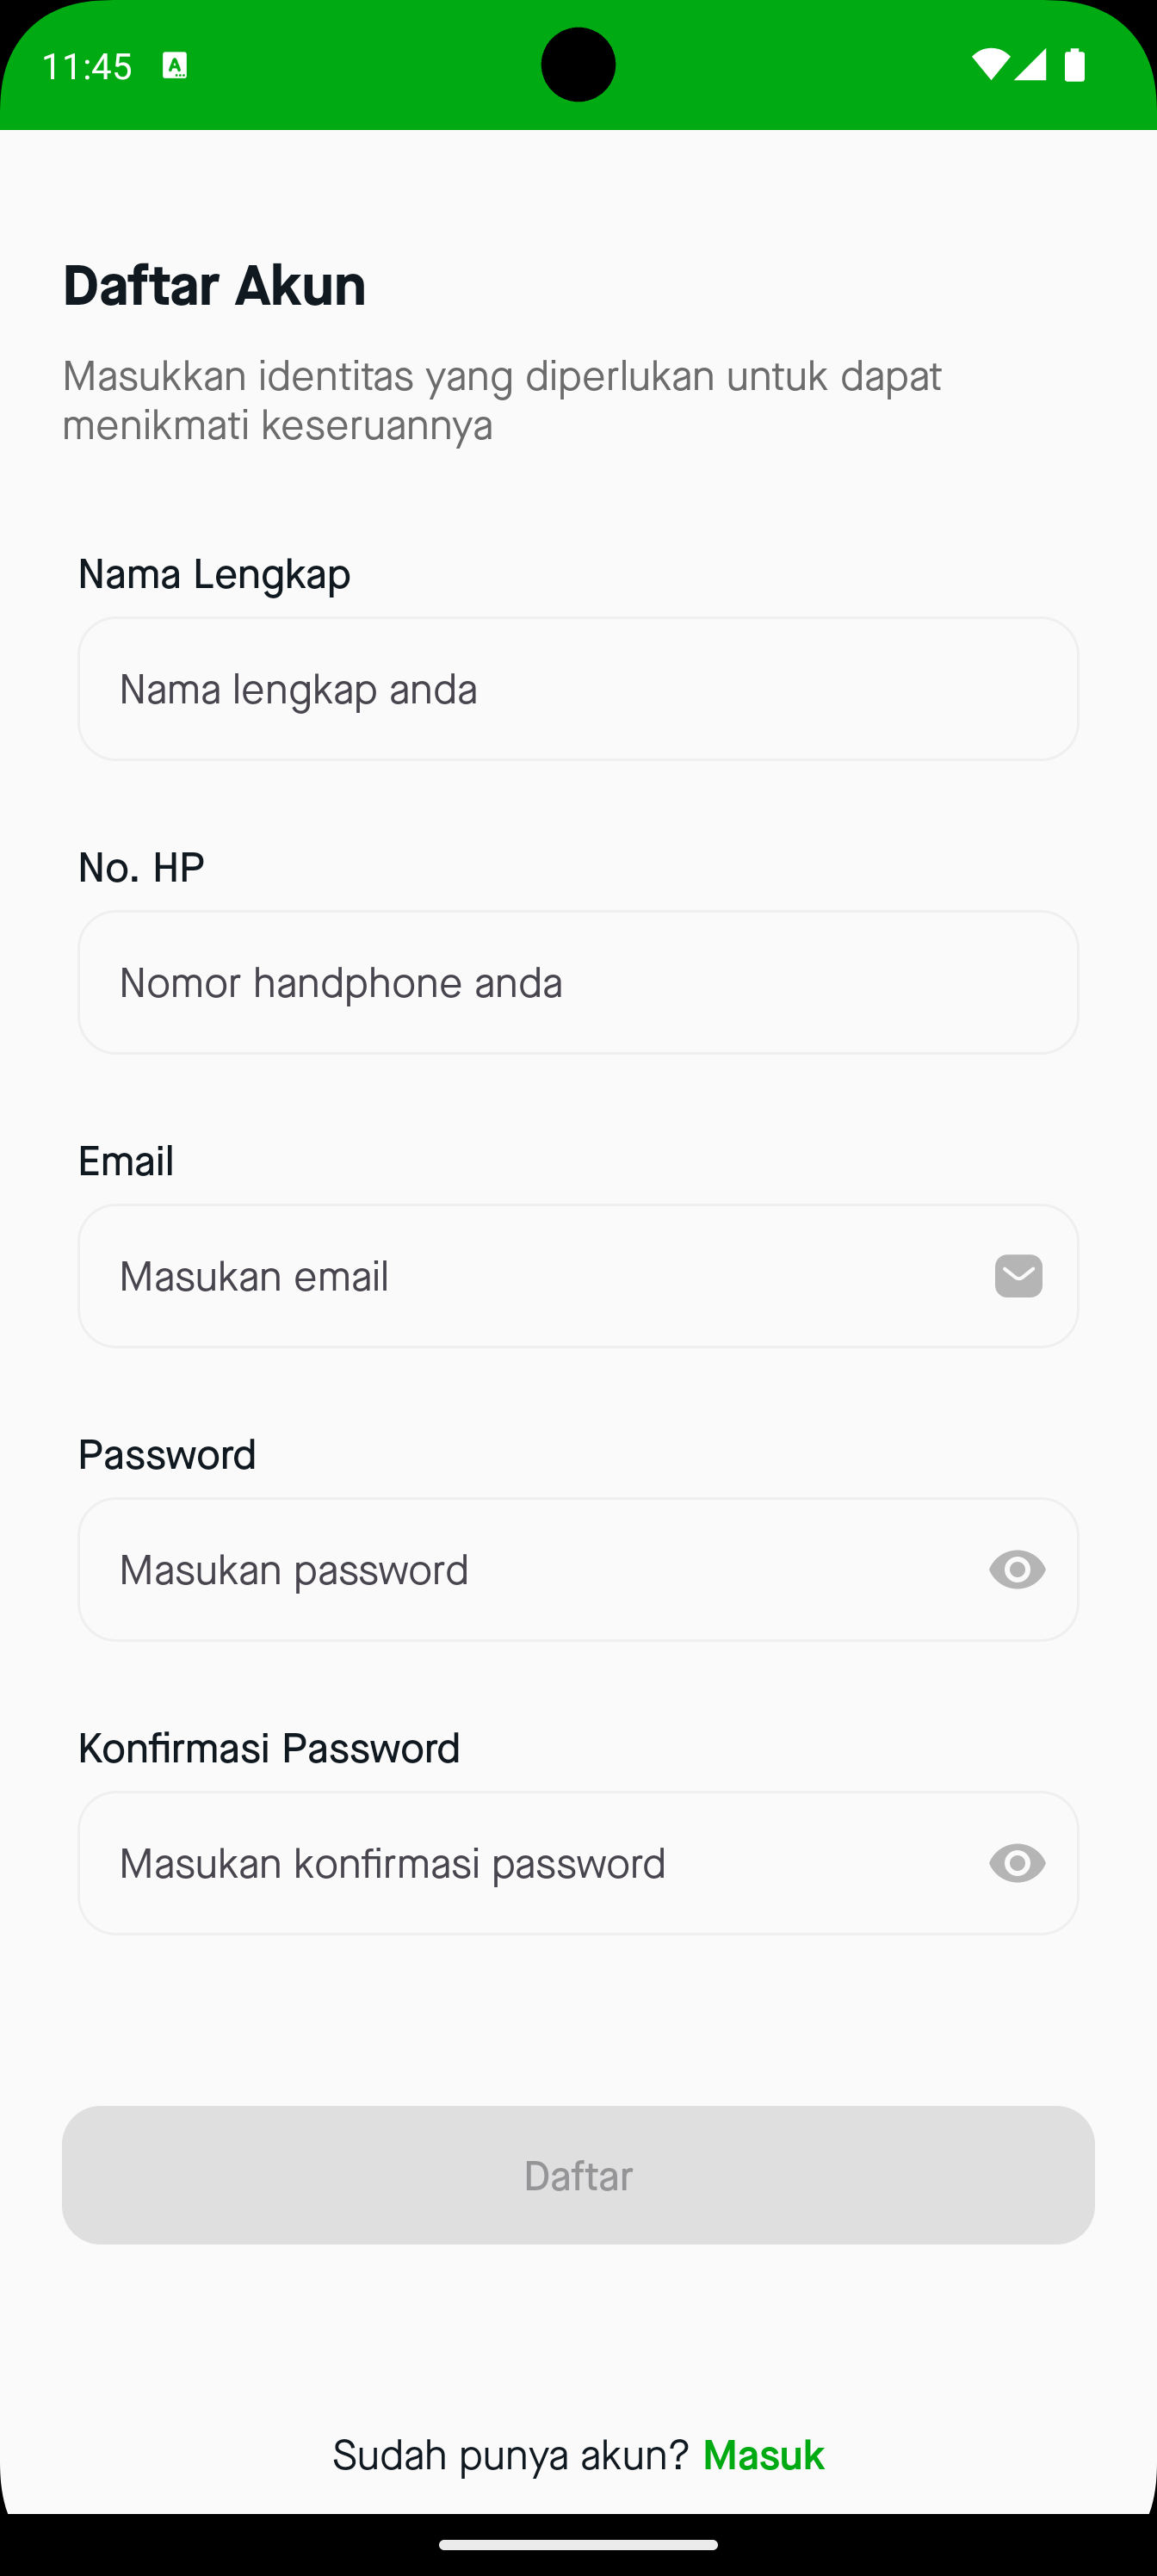 11:45
Daftar Akun
Masukkan identitas yang diperlukan untuk dapat
menikmati keseruannya
Nama Lengkap
Nama lengkap anda
No. HP
Nomor handphone anda
Email
Masukan email
Password
Masukan password
Konfirmasi Password
Masukan konfirmasi password
Daftar
Sudah punya akun? Masuk